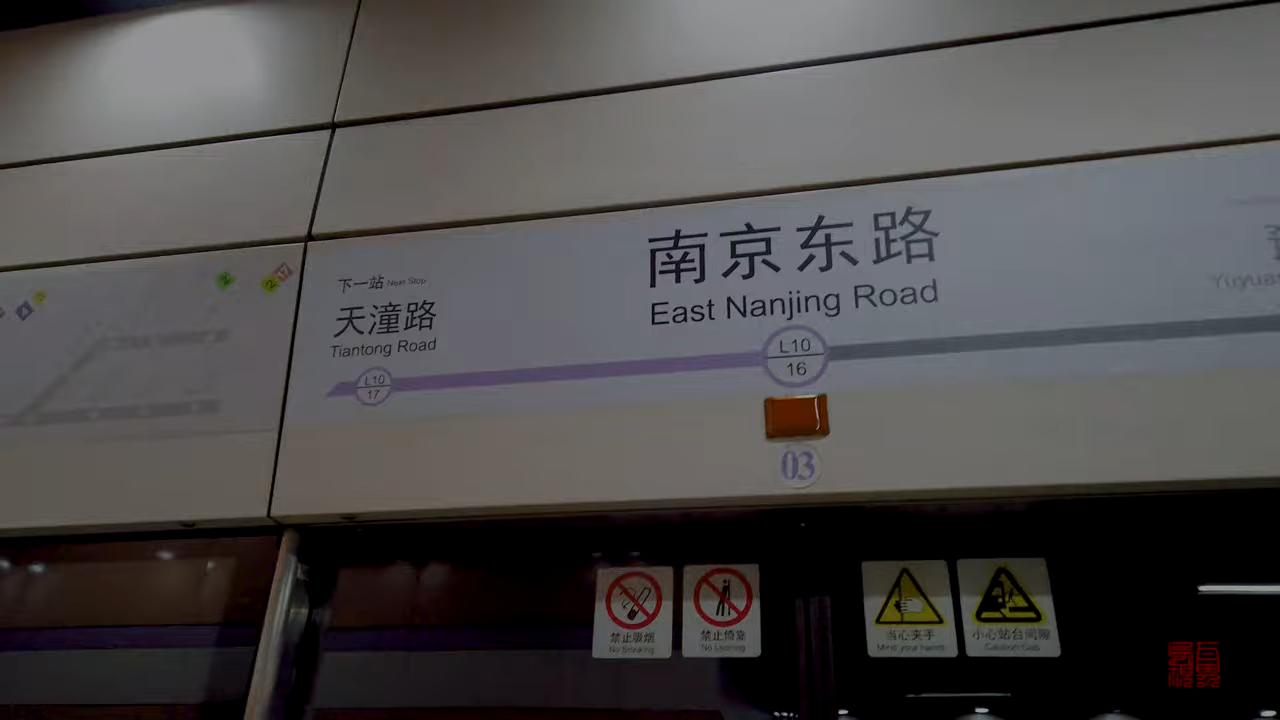 下一站 Next Stop
天潼路
Tiantong Road
L10
17
南京东路
East Nanjing Road
L10
16
03
禁止吸烟
No Smoking
禁止倚靠
No Leaning
当心夹手
Mind your hands
小心站台间隙
Caution Gap